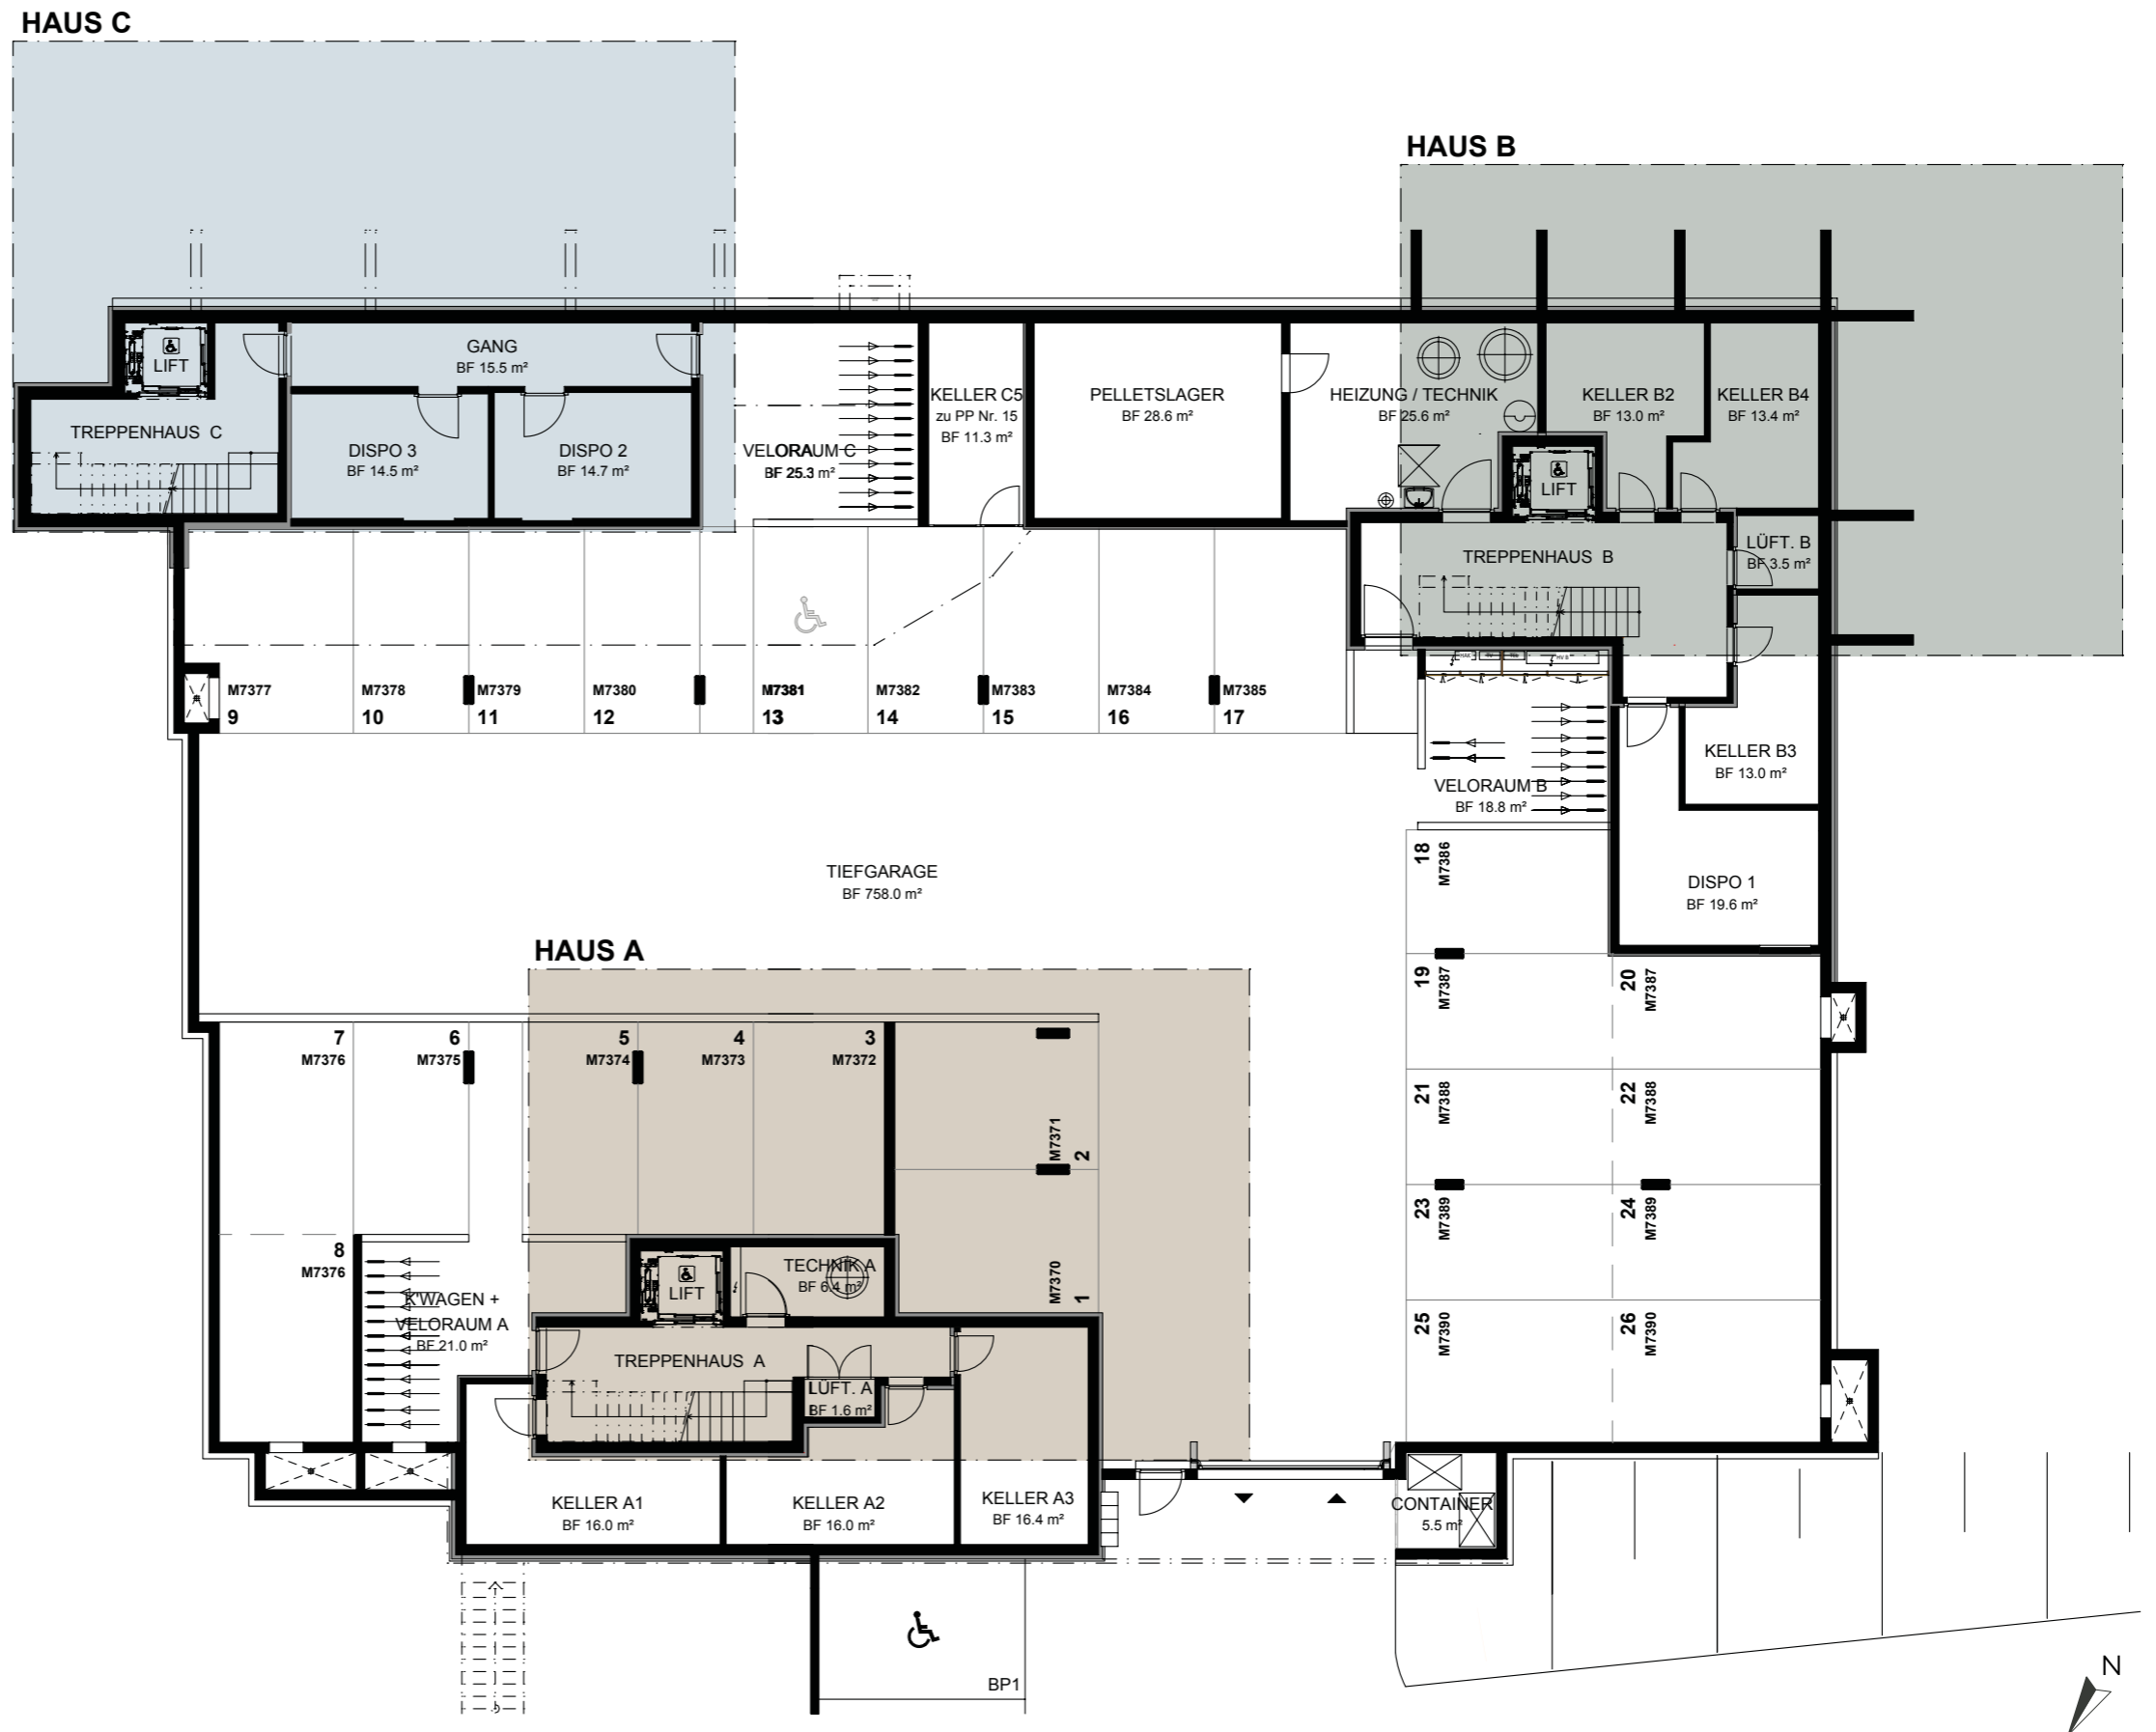 HAUS C
HAUS B
LIFT
GANG
BF 15.5 m²
TREPPENHAUS C
DISPO 3
BF 14.5 m²
DISPO 2
BF 14.7 m²
VELORAUM C
BF 25.3 m²
KELLER C5
zu PP Nr. 15
BF 11.3 m²
PELLETSLAGER
BF 28.6 m²
HEIZUNG / TECHNIK
BF 25.6 m²
KELLER B2
BF 13.0 m²
KELLER B4
BF 13.4 m²
LIFT
TREPPENHAUS B
LÜFT. B
BF 3.5 m²
M7377
9
M7378
10
M7379
11
M7380
12
M7381
13
M7382
14
M7383
15
M7384
16
M7385
17
KELLER B3
BF 13.0 m²
VELORAUM B
BF 18.8 m²
TIEFGARAGE
BF 758.0 m²
18
M7386
DISPO 1
BF 19.6 m²
HAUS A
19
M7387
20
M7387
7
M7376
6
M7375
5
M7374
4
M7373
3
M7372
M7371
2
21
M7388
22
M7388
23
M7389
24
M7389
8
M7376
K'WAGEN +
VELORAUM A
BF 21.0 m²
LIFT
TECHNIK A
BF 6.4 m²
M7370
1
25
M7390
26
M7390
TREPPENHAUS A
LÜFT. A
BF 1.6 m²
KELLER A1
BF 16.0 m²
KELLER A2
BF 16.0 m²
KELLER A3
BF 16.4 m²
CONTAINER
5.5 m²
BP1
N